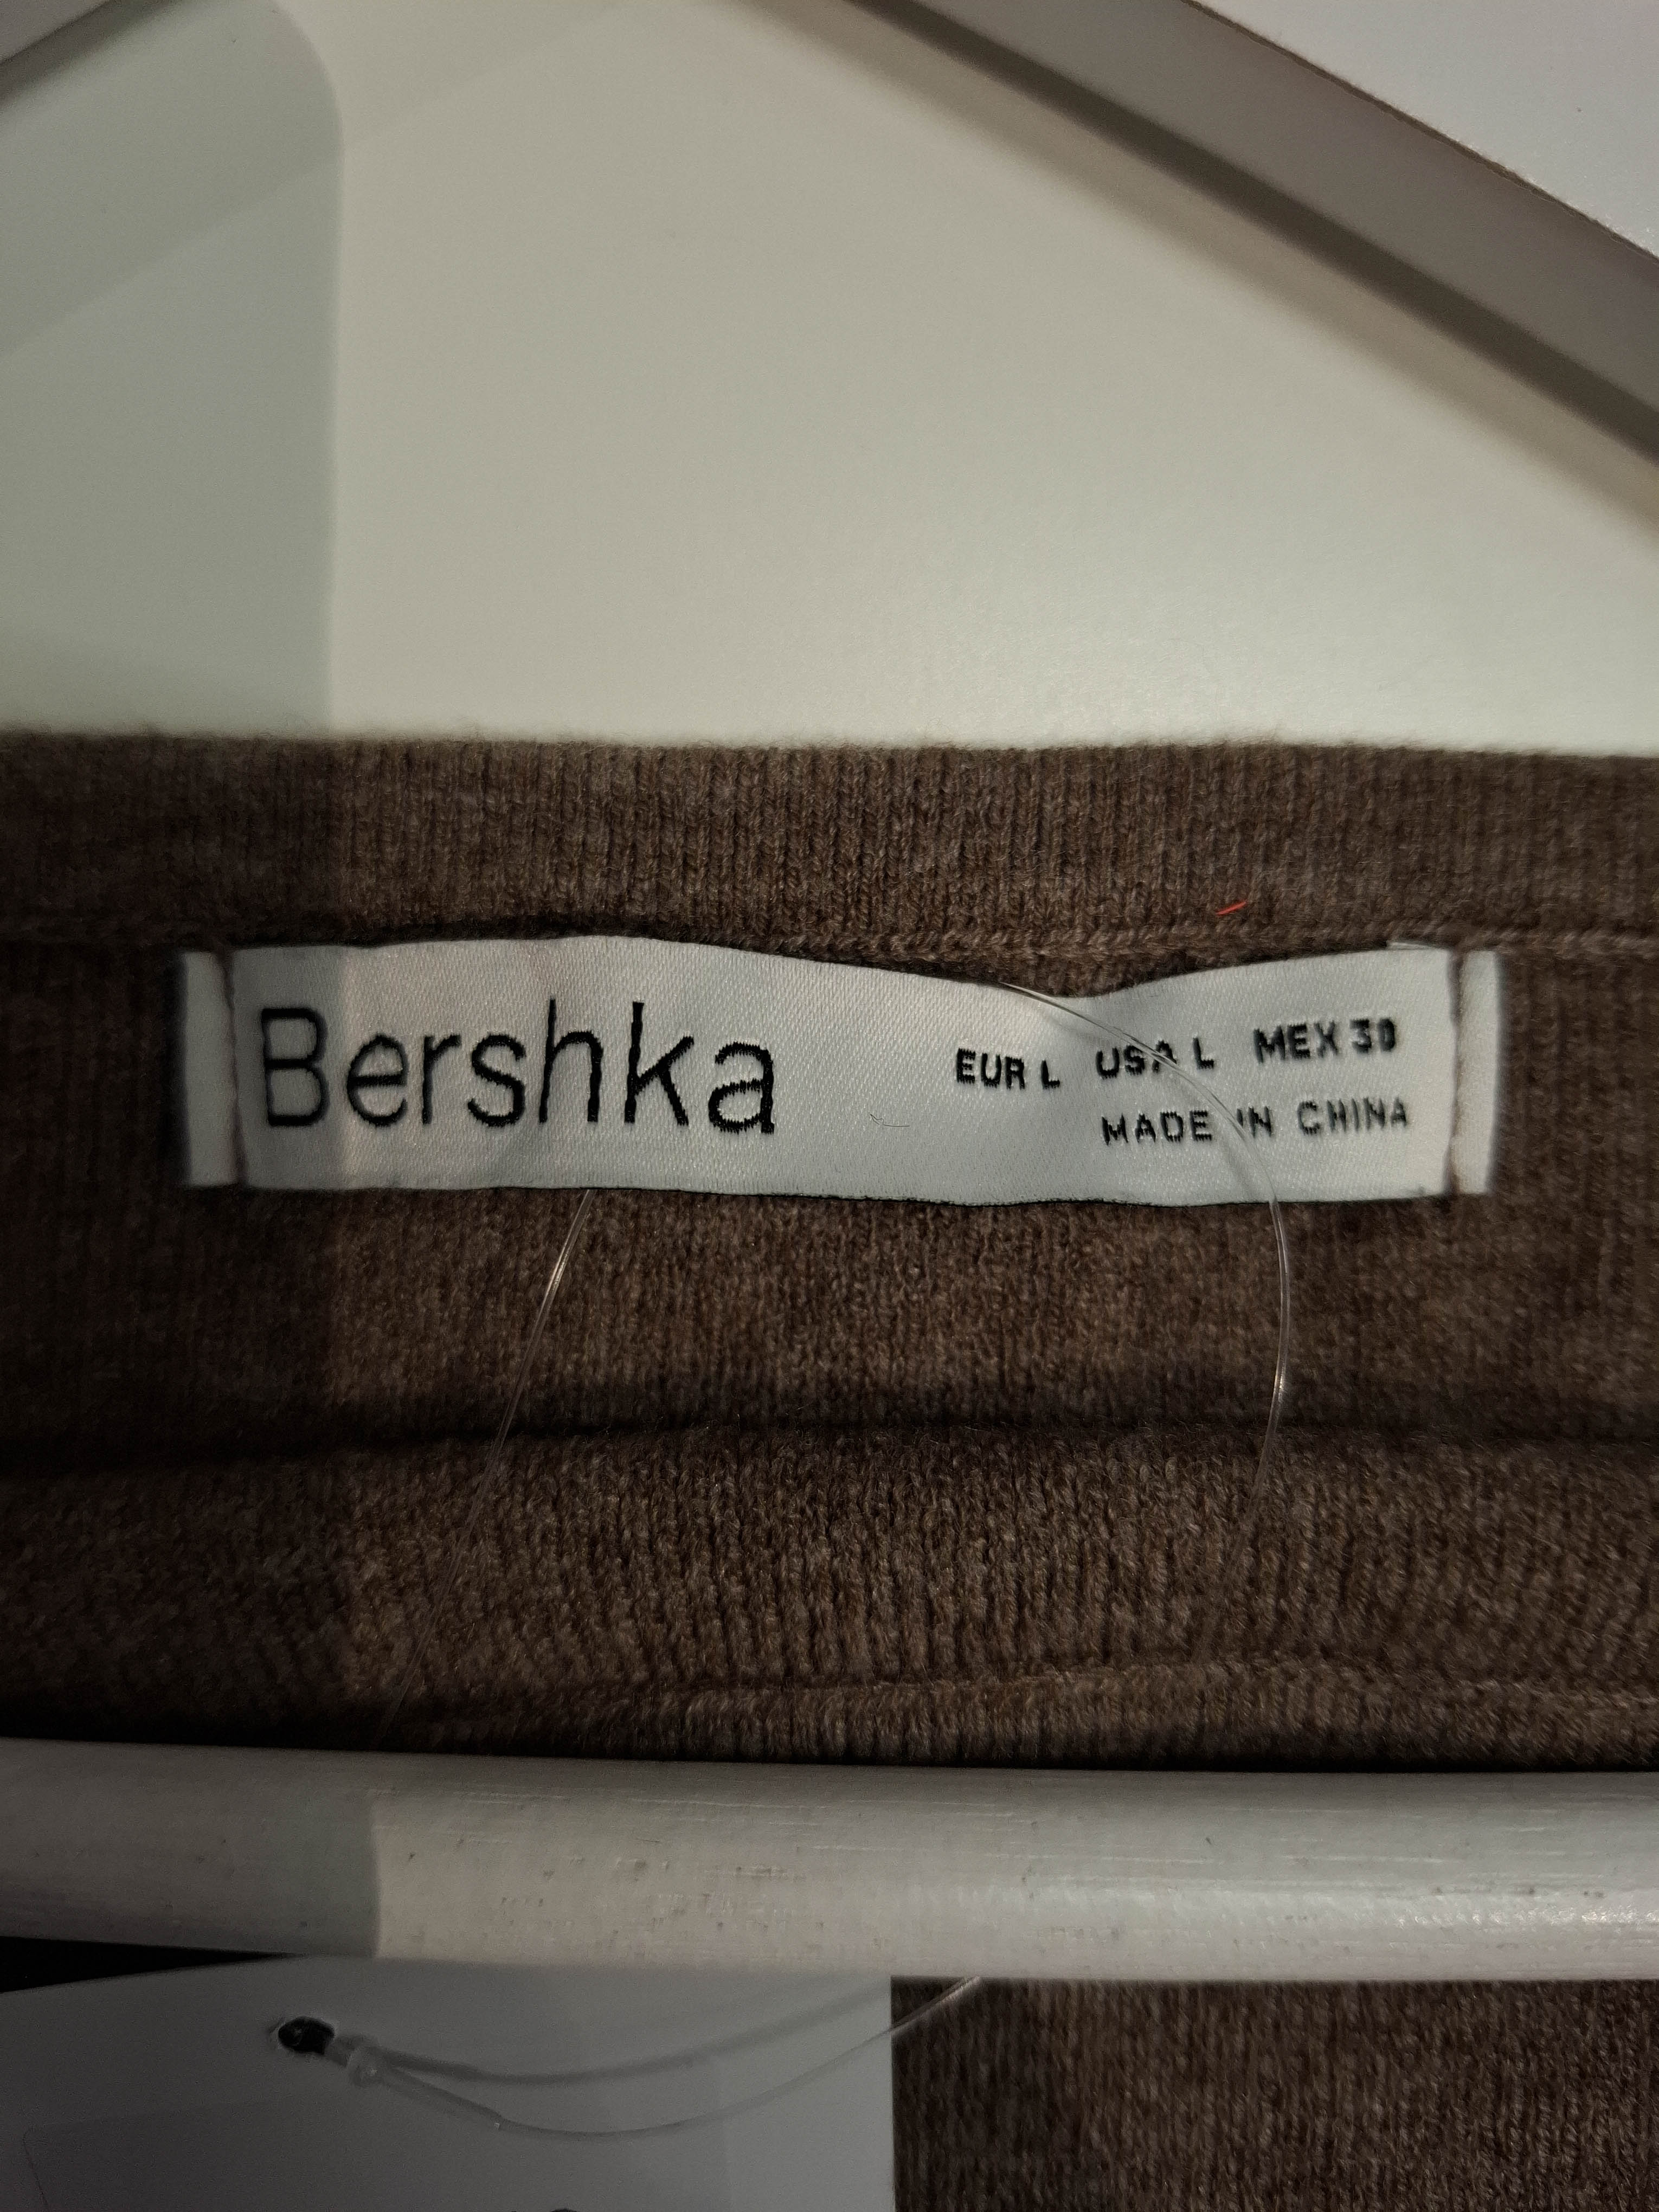 Bershka
EUR L USA L MEX 30
MADE IN CHINA